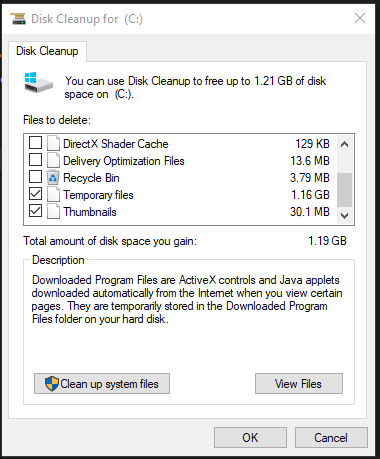 Disk Cleanup for (C:)
Disk Cleanup
You can use Disk Cleanup to free up to 1.21 GB of disk
space on (C:).
Files to delete:
DirectX Shader Cache 129 KB
Delivery Optimization Files 13.6 MB
Recycle Bin 3.79 MB
Temporary files 1.16 GB
Thumbnails 30.1 MB
Total amount of disk space you gain: 1.19 GB
Description
Downloaded Program Files are ActiveX controls and Java applets
downloaded automatically from the Internet when you view certain
pages. They are temporarily stored in the Downloaded Program
Files folder on your hard disk.
Clean up system files View Files
OK Cancel